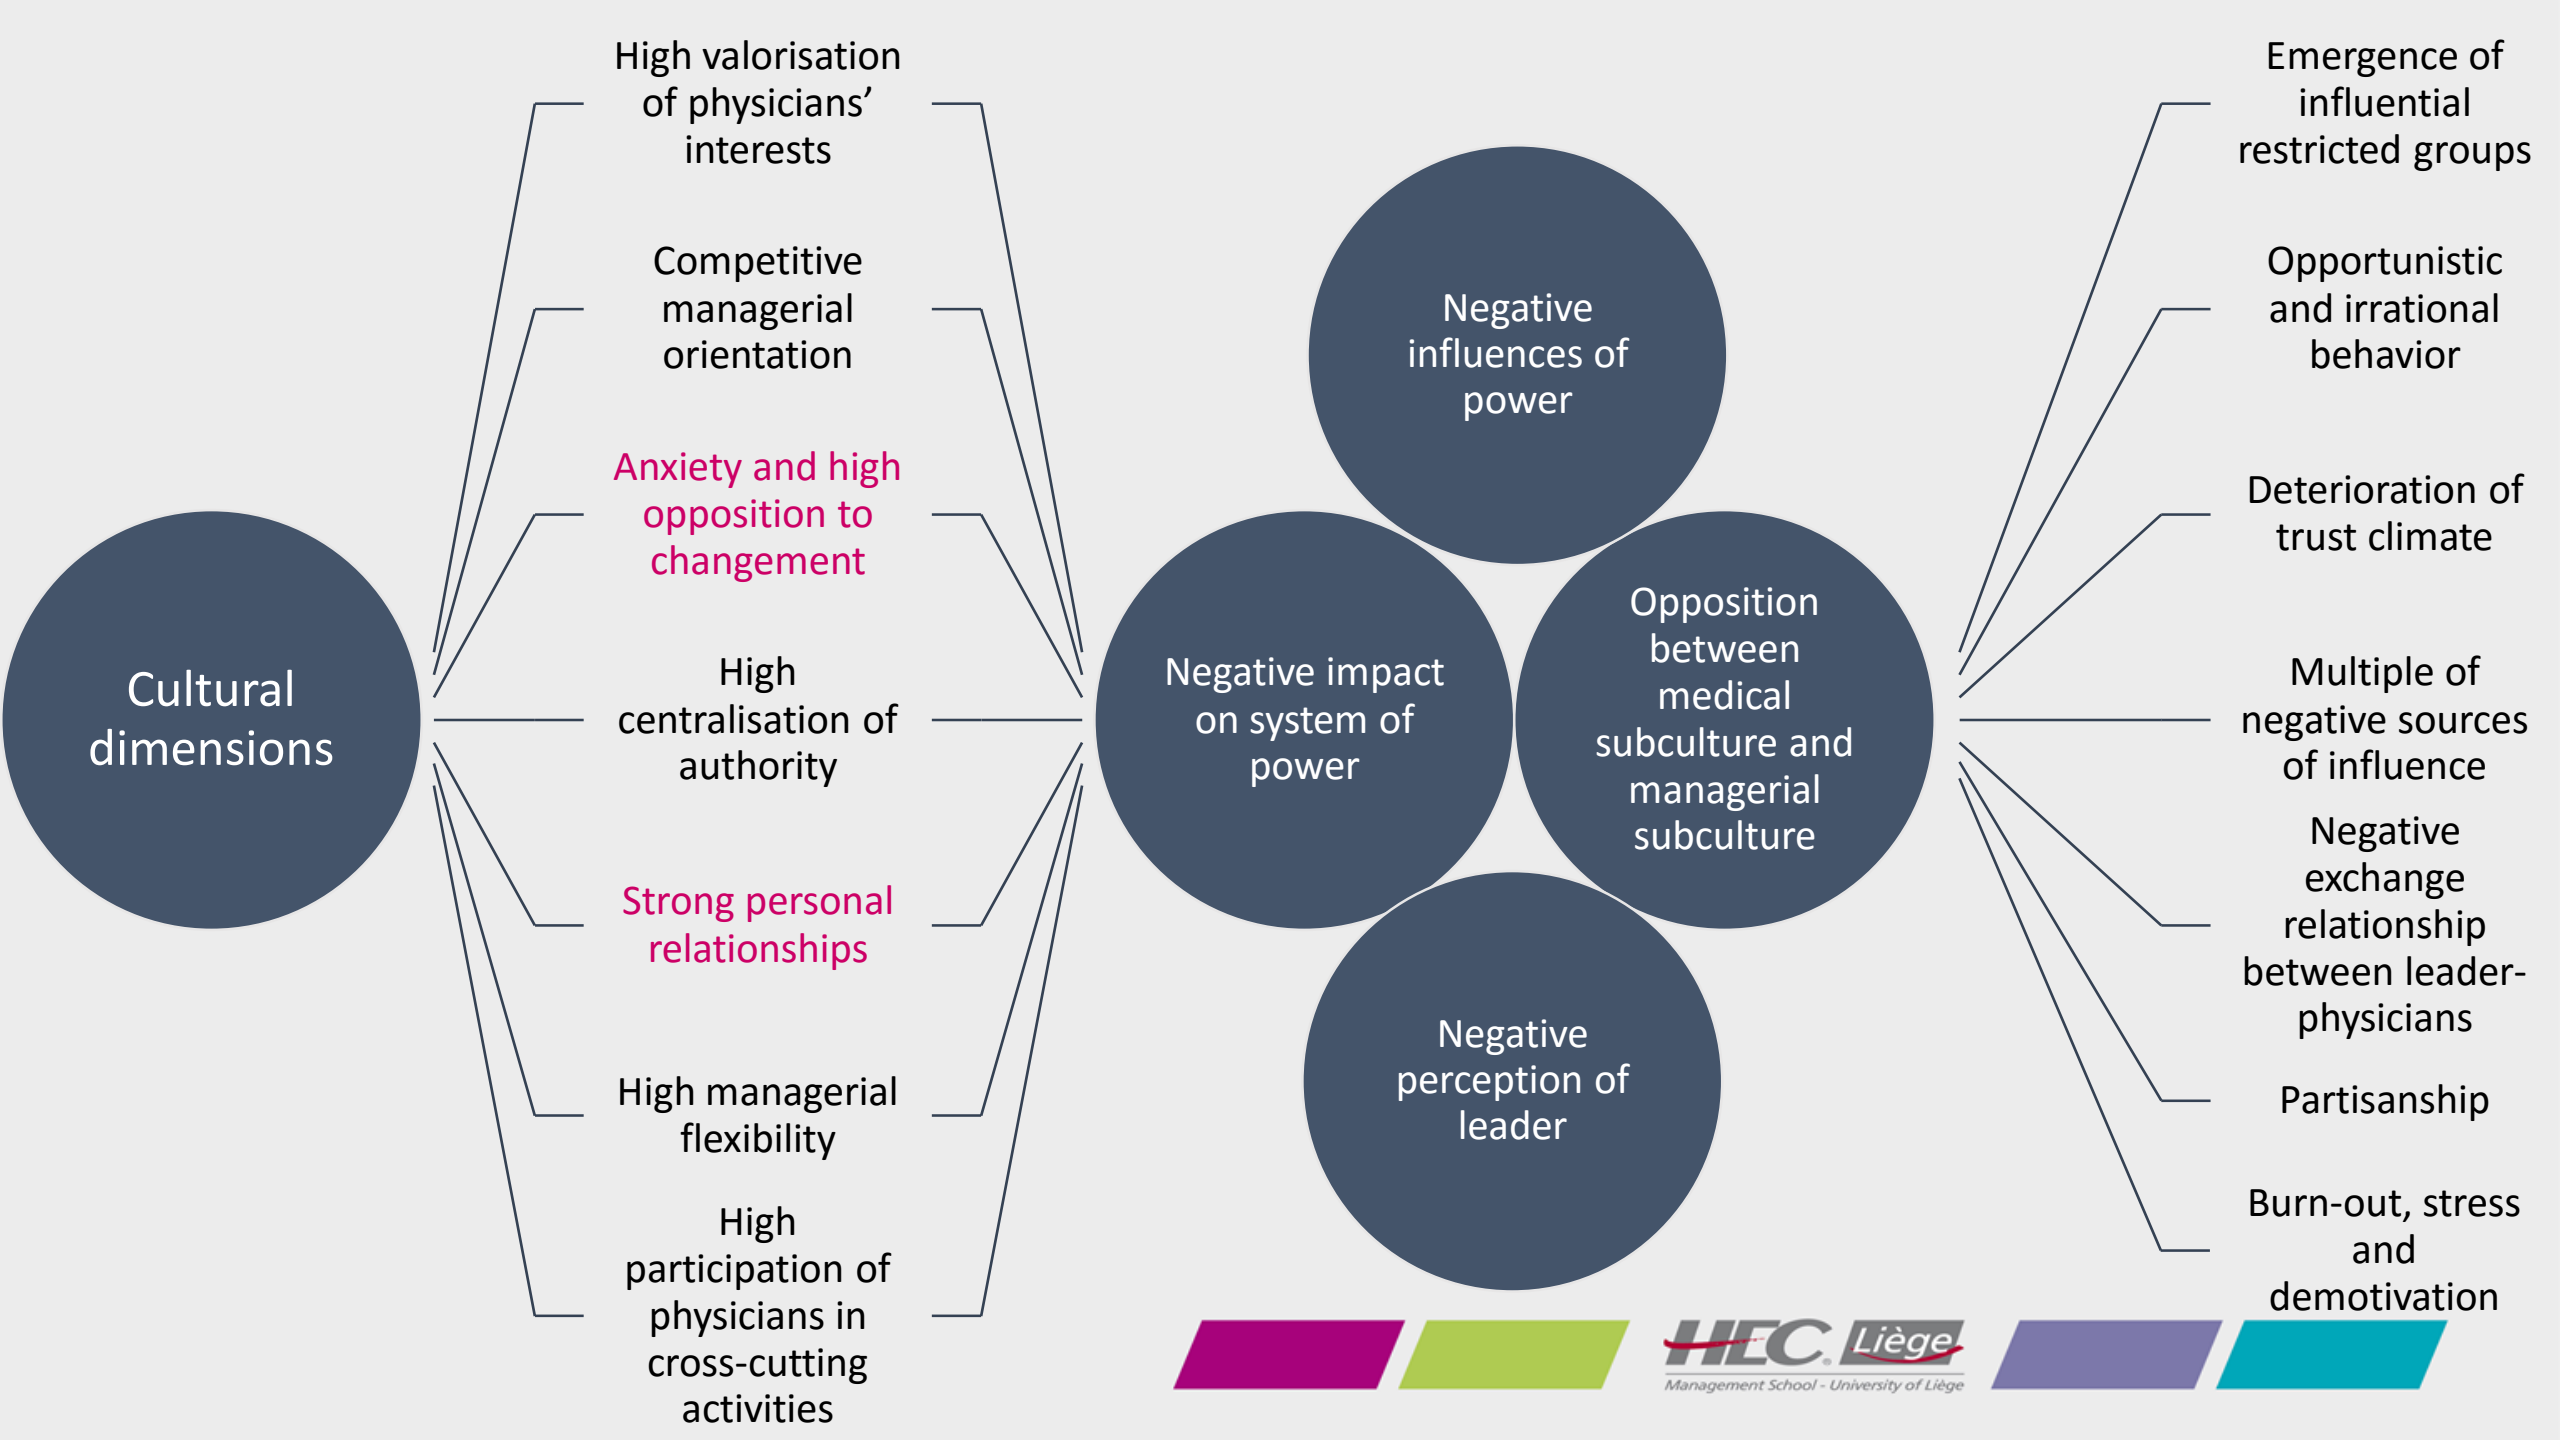 Cultural
dimensions
High valorisation
of physicians’
interests
Competitive
managerial
orientation
Anxiety and high
opposition to
changement
High
centralisation of
authority
Strong personal
relationships
High managerial
flexibility
High
participation of
physicians in
cross-cutting
activities
Negative
influences of
power
Negative impact
on system of
power
Opposition
between
medical
subculture and
managerial
subculture
Negative
perception of
leader
Emergence of
influential
restricted groups
Opportunistic
and irrational
behavior
Deterioration of
trust climate
Multiple of
negative sources
of influence
Negative
exchange
relationship
between leader-
physicians
Partisanship
Burn-out, stress
and
demotivation
HEC. Liège
Management School - University of Liège